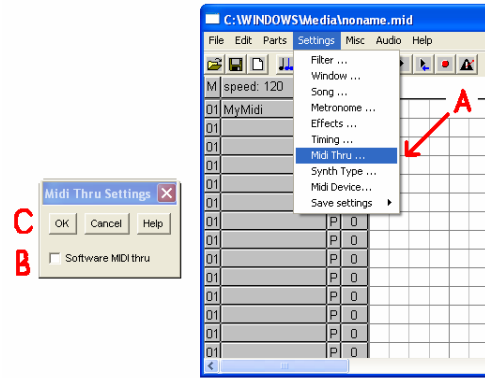 C:\WINDOWS\Media\noname.mid
File Edit Parts Settings Misc Audio Help
M speed: 120
01 MyMidi
01
01
01
01
01
01 P 0
01 P 0
01 P 0
01 P 0
01 P 0
01 P 0
01 P 0
01 P 0
Filter ...
Window ...
Song ...
Metronome ...
Effects ...
Timing ...
Midi Thru ...
Synth Type ...
Midi Device...
Save settings
A
Midi Thru Settings
C
OK Cancel Help
B
Software MIDI thru